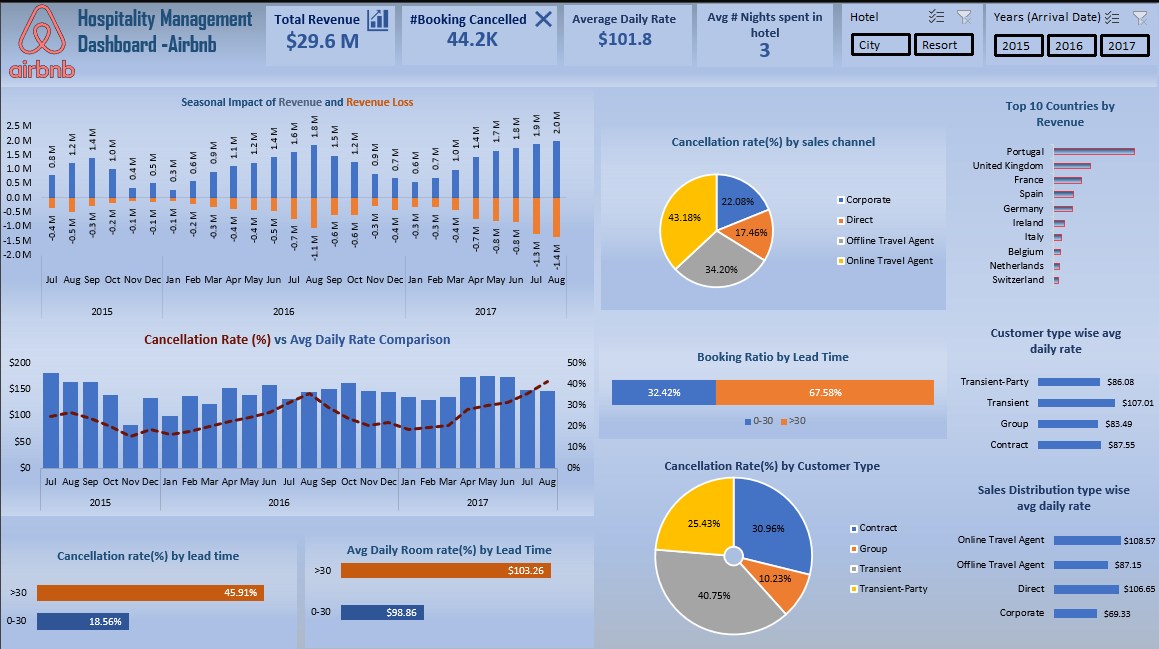 Hospitality Management
Dashboard -Airbnb
airbnb
Total Revenue
$29.6 M
#Booking Cancelled
44.2K
Average Daily Rate
$101.8
Avg # Nights spent in
hotel
3
Hotel
City
Resort
Years (Arrival Date)
2015
2016
2017
Seasonal Impact of Revenue and Revenue Loss
2.5 M
2.0 M
1.5 M
1.0 M
0.5 M
0.0 M
-0.5 M
-1.0 M
-1.5 M
-2.0 M
0.8 M 1.2 M 1.4 M 1.0 M 0.4 M 0.5 M 0.3 M 0.6 M 0.9 M 1.1 M 1.2 M 1.4 M 1.6 M 1.8 M 1.5 M 1.2 M 0.9 M 0.7 M 0.6 M 0.7 M 1.0 M 1.4 M 1.7 M 1.8 M 1.9 M 2.0 M
-0.4 M -0.5 M -0.3 M -0.2 M -0.1 M -0.1 M -0.1 M -0.2 M -0.3 M -0.4 M -0.4 M -0.5 M -0.7 M -1.1 M -0.6 M -0.6 M -0.3 M -0.4 M -0.3 M -0.3 M -0.4 M -0.7 M -0.8 M -0.8 M -1.3 M -1.4 M
Jul Aug Sep Oct Nov Dec Jan Feb Mar Apr May Jun Jul Aug Sep Oct Nov Dec Jan Feb Mar Apr May Jun Jul Aug
2015 2016 2017
Cancellation Rate (%) vs Avg Daily Rate Comparison
$200
$150
$100
$50
$0
50%
40%
30%
20%
10%
0%
Jul Aug Sep Oct Nov Dec Jan Feb Mar Apr May Jun Jul Aug Sep Oct Nov Dec Jan Feb Mar Apr May Jun Jul Aug
2015 2016 2017
Cancellation rate(%) by lead time
>30 45.91%
0-30 18.56%
Avg Daily Room rate(%) by Lead Time
>30 $103.26
0-30 $98.86
Cancellation rate(%) by sales channel
22.08%
17.46%
34.20%
43.18%
Corporate
Direct
Offline Travel Agent
Online Travel Agent
Booking Ratio by Lead Time
32.42% 67.58%
0-30 >30
Cancellation Rate(%) by Customer Type
30.96%
10.23%
40.75%
25.43%
Contract
Group
Transient
Transient-Party
Top 10 Countries by
Revenue
Portugal
United Kingdom
France
Spain
Germany
Ireland
Italy
Belgium
Netherlands
Switzerland
Customer type wise avg
daily rate
Transient-Party $86.08
Transient $107.01
Group $83.49
Contract $87.55
Sales Distribution type wise
avg daily rate
Online Travel Agent $108.57
Offline Travel Agent $87.15
Direct $106.65
Corporate $69.33